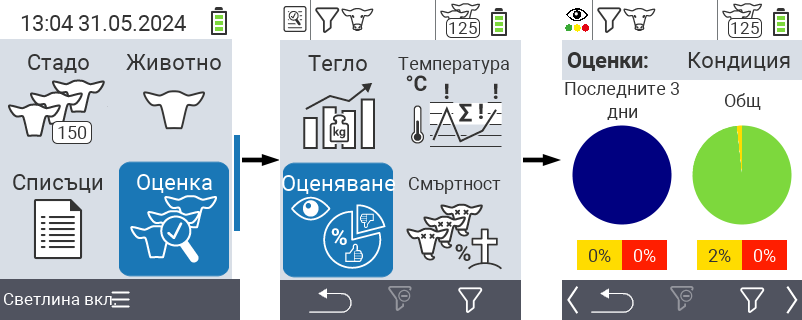 13:04 31.05.2024
Стадо
Животно
150
Списъци
Оценка
Светлина вкл.
125
Тегло
Температура
°C
! !
Σ !
kg
Оценяване
Смъртност
%
%
125
Оценки: Кондиция
Последните 3
дни
Общ
0% 0%
2% 0%